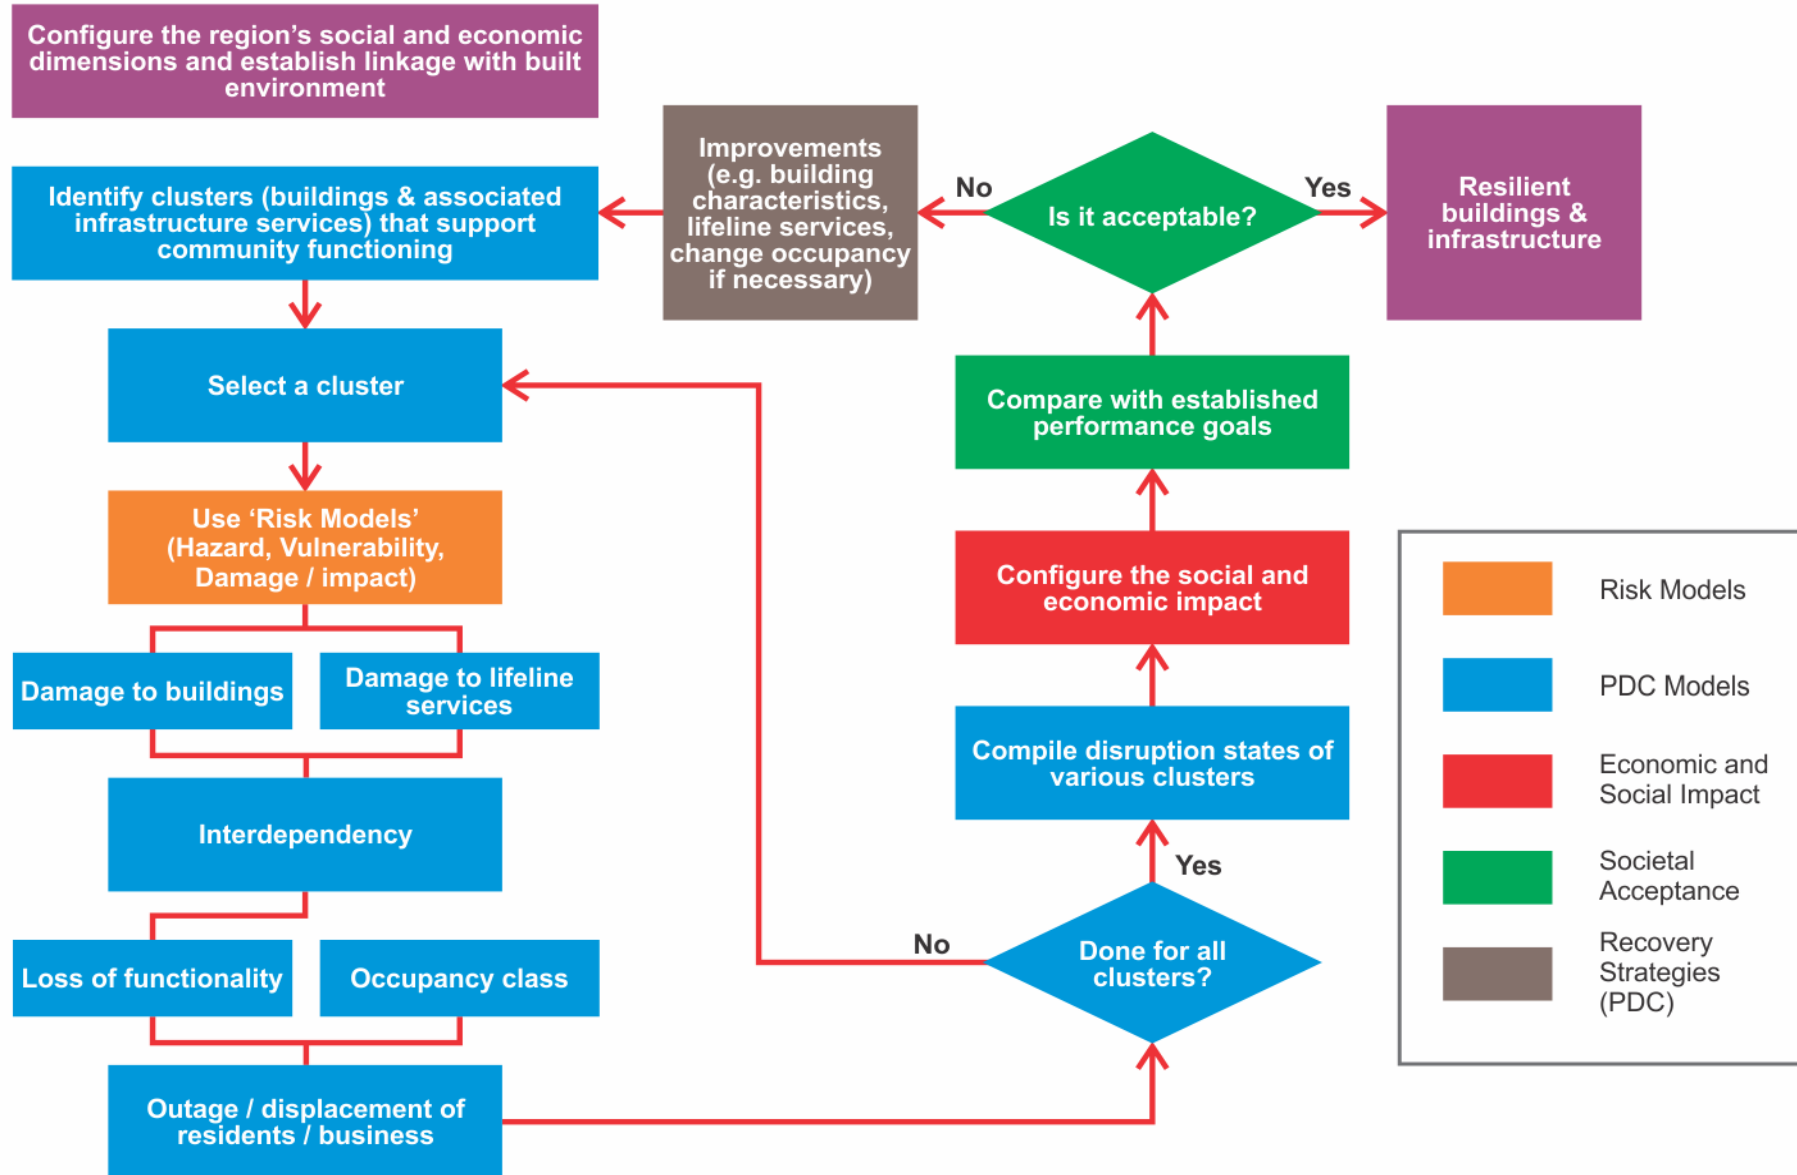 Configure the region’s social and economic
dimensions and establish linkage with built
environment
Identify clusters (buildings & associated
infrastructure services) that support
community functioning
Select a cluster
Use ‘Risk Models’
(Hazard, Vulnerability,
Damage / impact)
Damage to buildings
Damage to lifeline
services
Interdependency
Loss of functionality
Occupancy class
Outage / displacement of
residents / business
Improvements
(e.g. building
characteristics,
lifeline services,
change occupancy
if necessary)
No
Is it acceptable?
Yes
Resilient
buildings &
infrastructure
Compare with established
performance goals
Configure the social and
economic impact
Compile disruption states of
various clusters
Yes
No
Done for all
clusters?
Risk Models
PDC Models
Economic and
Social Impact
Societal
Acceptance
Recovery
Strategies
(PDC)